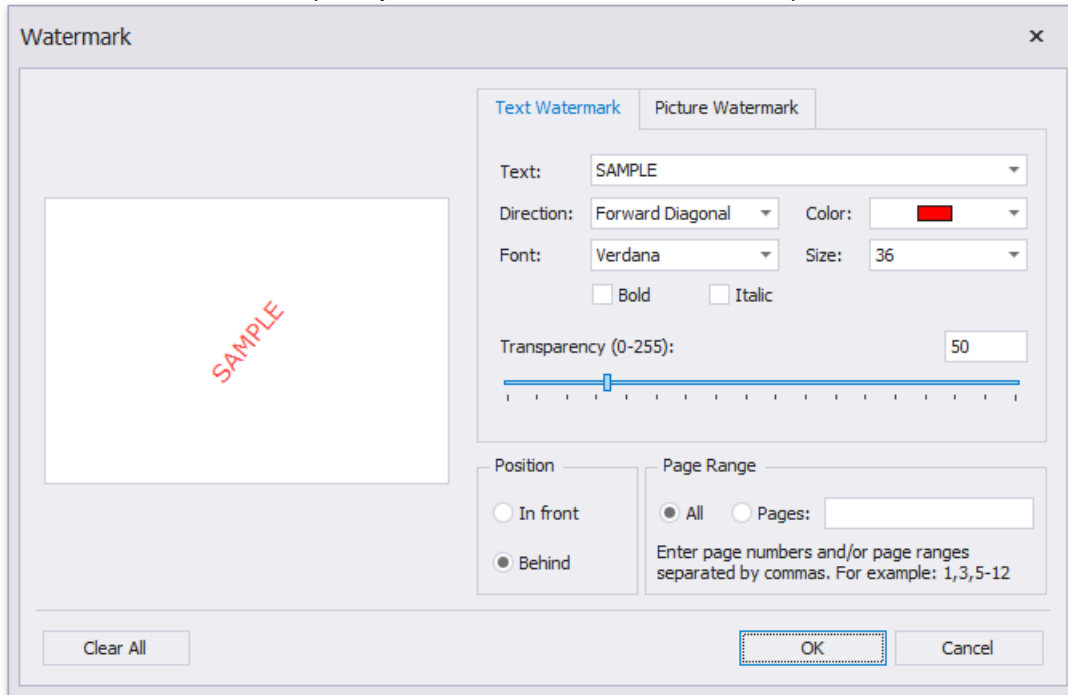 Watermark
Text Watermark Picture Watermark
Text: SAMPLE
Direction: Forward Diagonal Color:
Font: Verdana Size: 36
Bold Italic
SAMPLE
Transparency (0-255): 50
Position
In front
Behind
Page Range
All Pages:
Enter page numbers and/or page ranges
separated by commas. For example: 1,3,5-12
Clear All OK Cancel